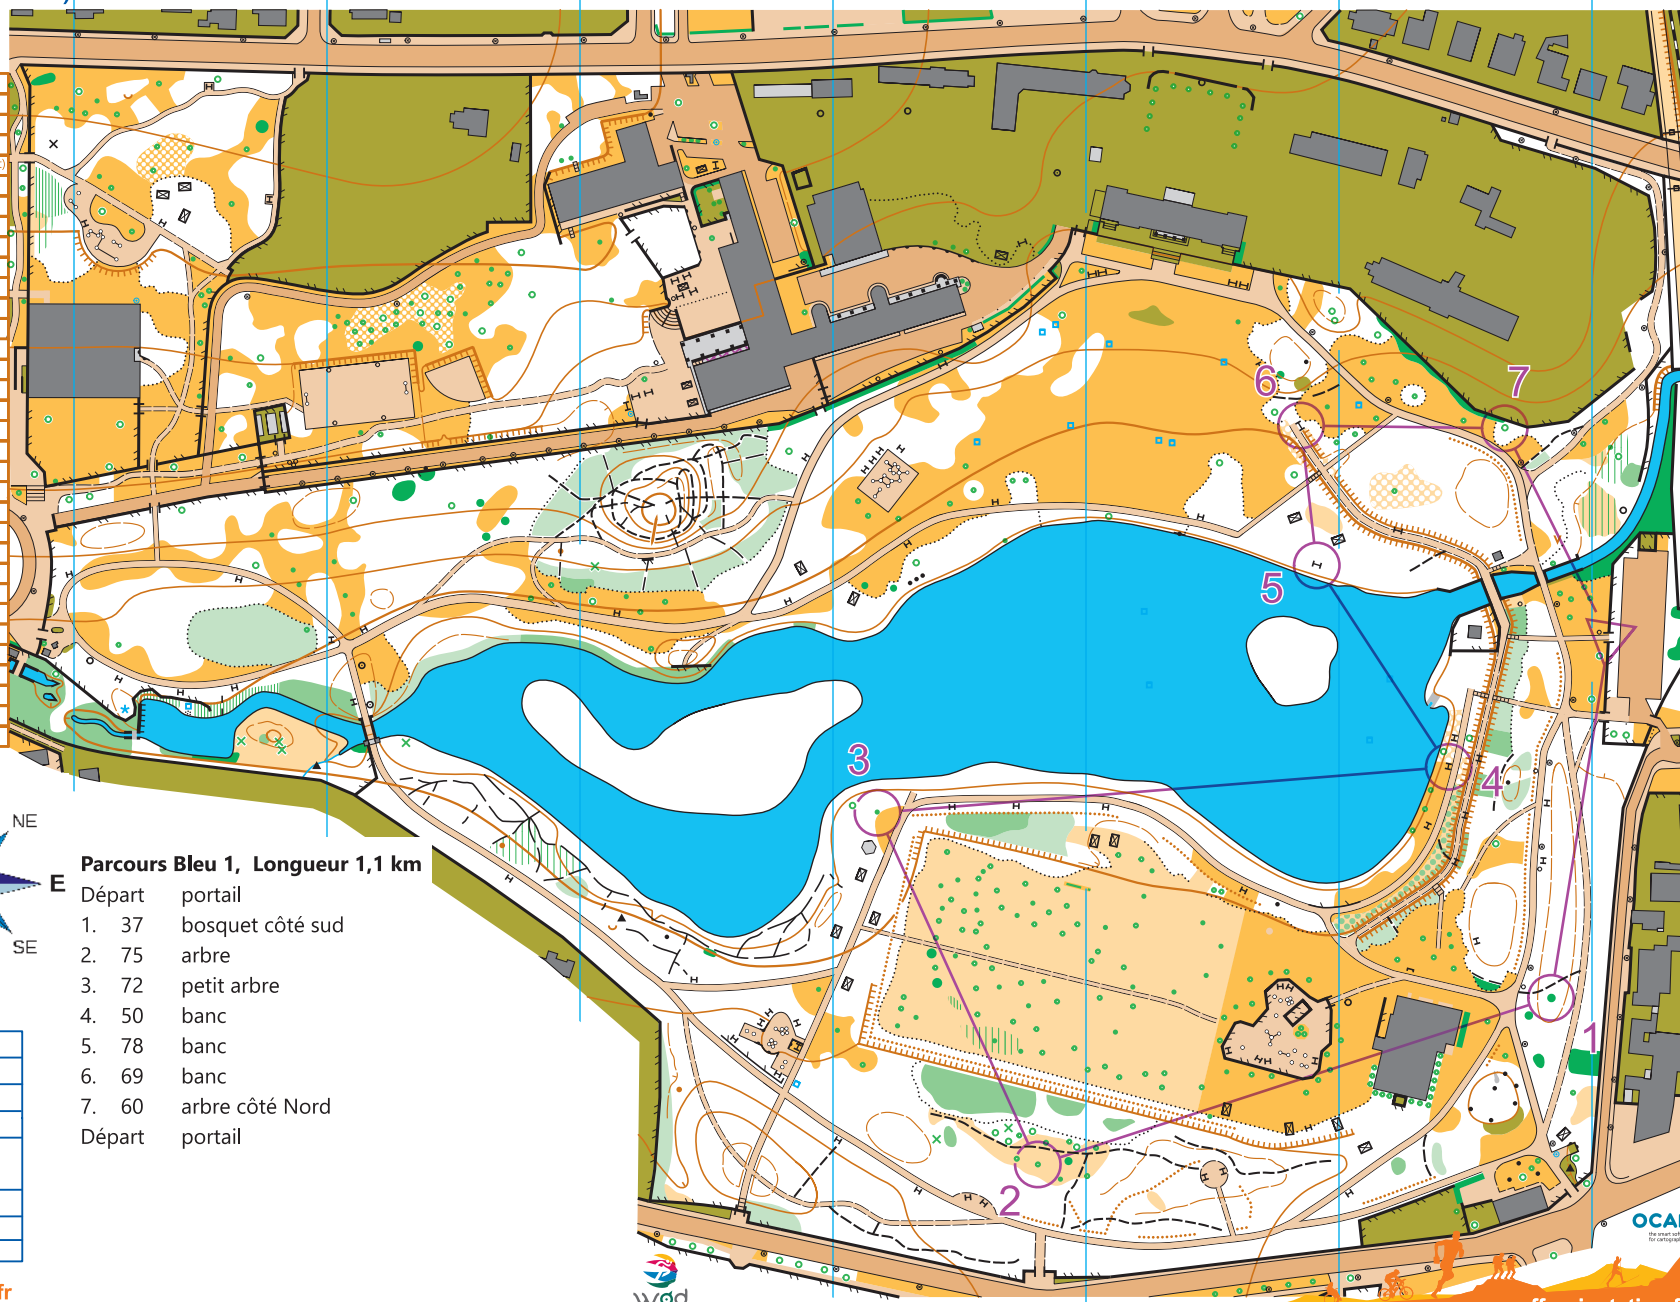 6
7
5
3
4
1
2
NE
E
SE
Parcours Bleu 1, Longueur 1,1 km
Départ portail
1. 37 bosquet côté sud
2. 75 arbre
3. 72 petit arbre
4. 50 banc
5. 78 banc
6. 69 banc
7. 60 arbre côté Nord
Départ portail
fr